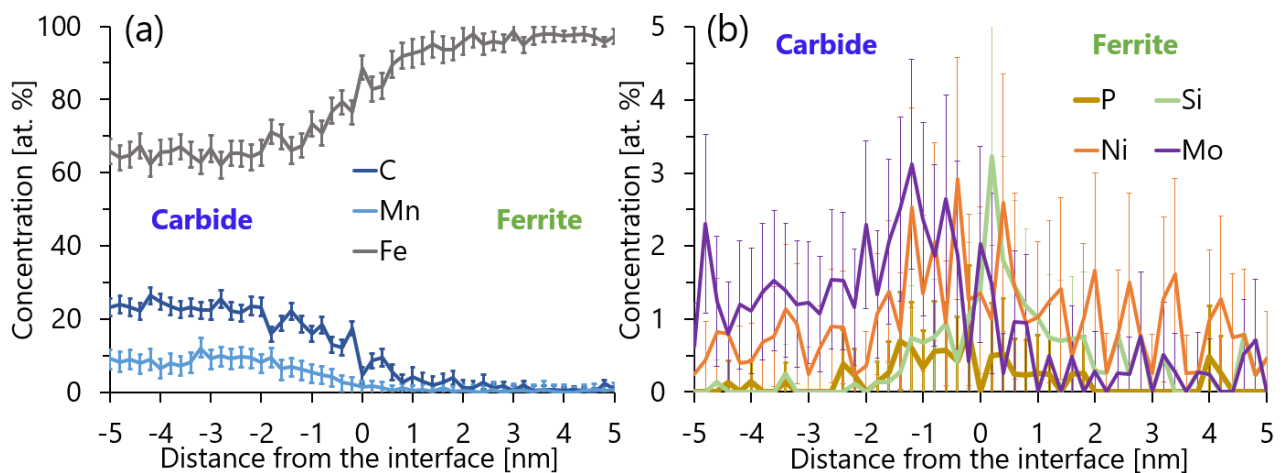 (a)
Concentration [at. %]
100
80
60
40
20
0
C
Mn
Fe
Carbide
Ferrite
-5 -4 -3 -2 -1 0 1 2 3 4 5
Distance from the interface [nm]
(b)
Concentration [at. %]
5
4
3
2
1
0
Carbide
Ferrite
P Si
Ni Mo
-5 -4 -3 -2 -1 0 1 2 3 4 5
Distance from the interface [nm]